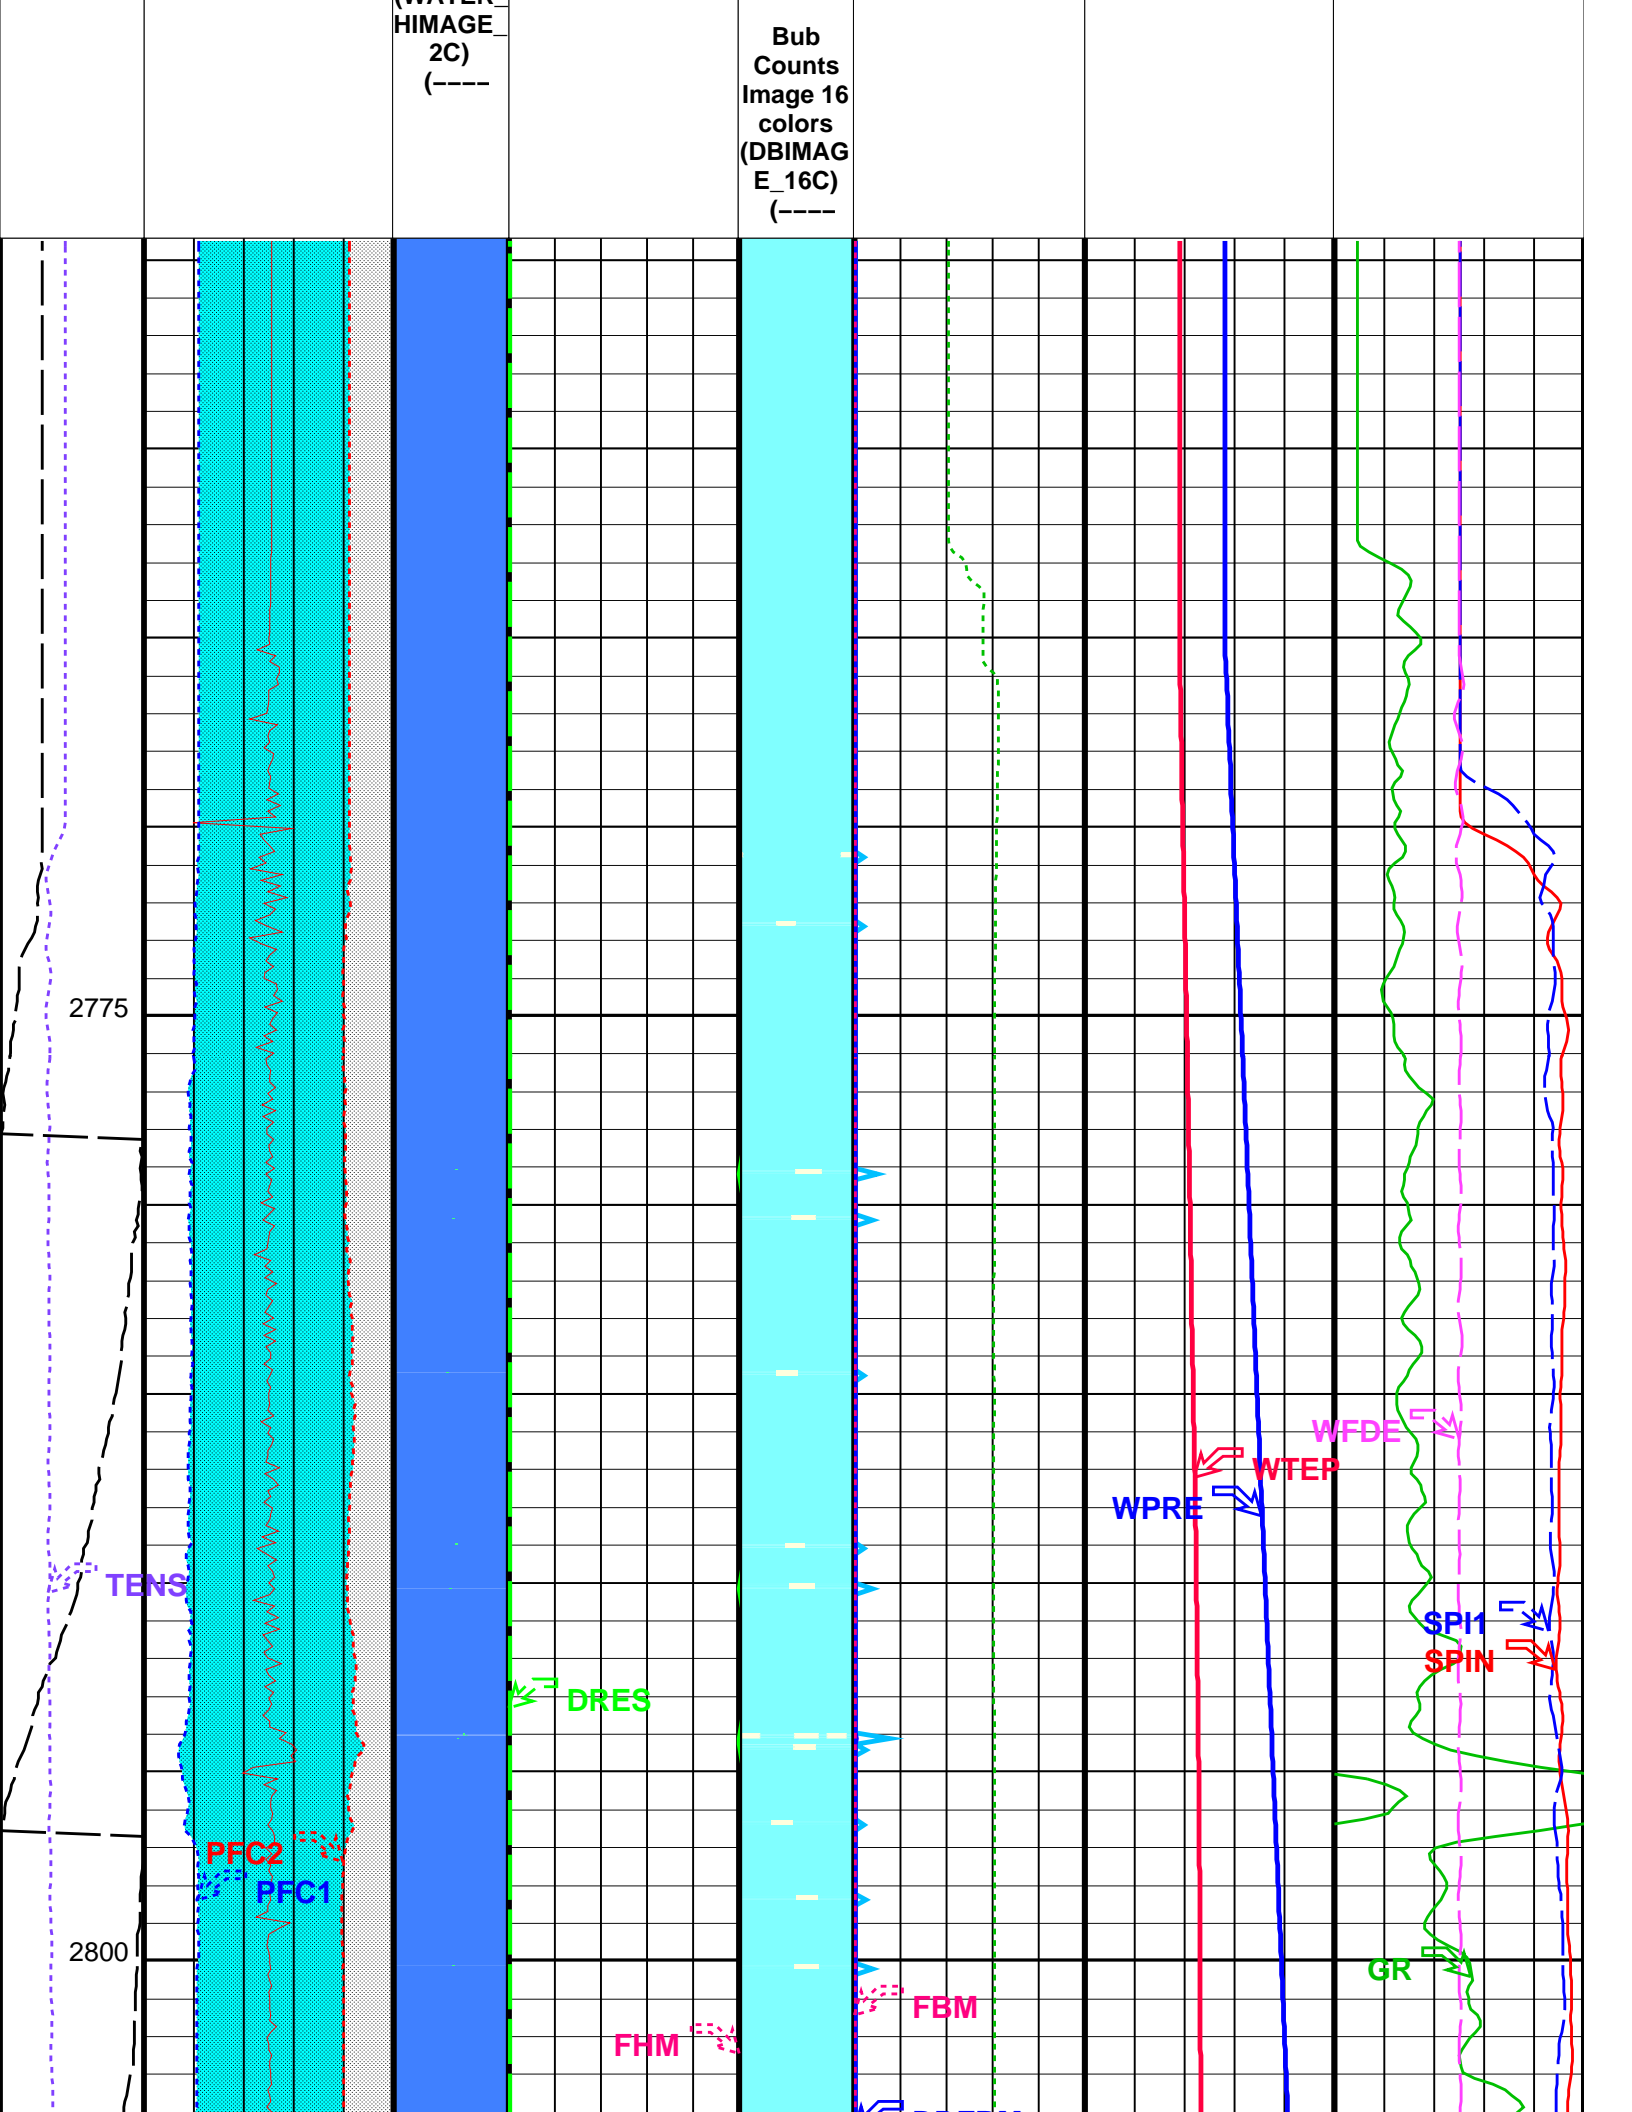 HIMAGE_
2C)
(----
Bub
Counts
Image 16
colors
(DBIMAG
E_16C)
(----
2775
WFDE
WTEP
WPRE
TENS
SPI1
SPIN
DRES
PFC2
PFC1
2800
GR
FBM
FHM